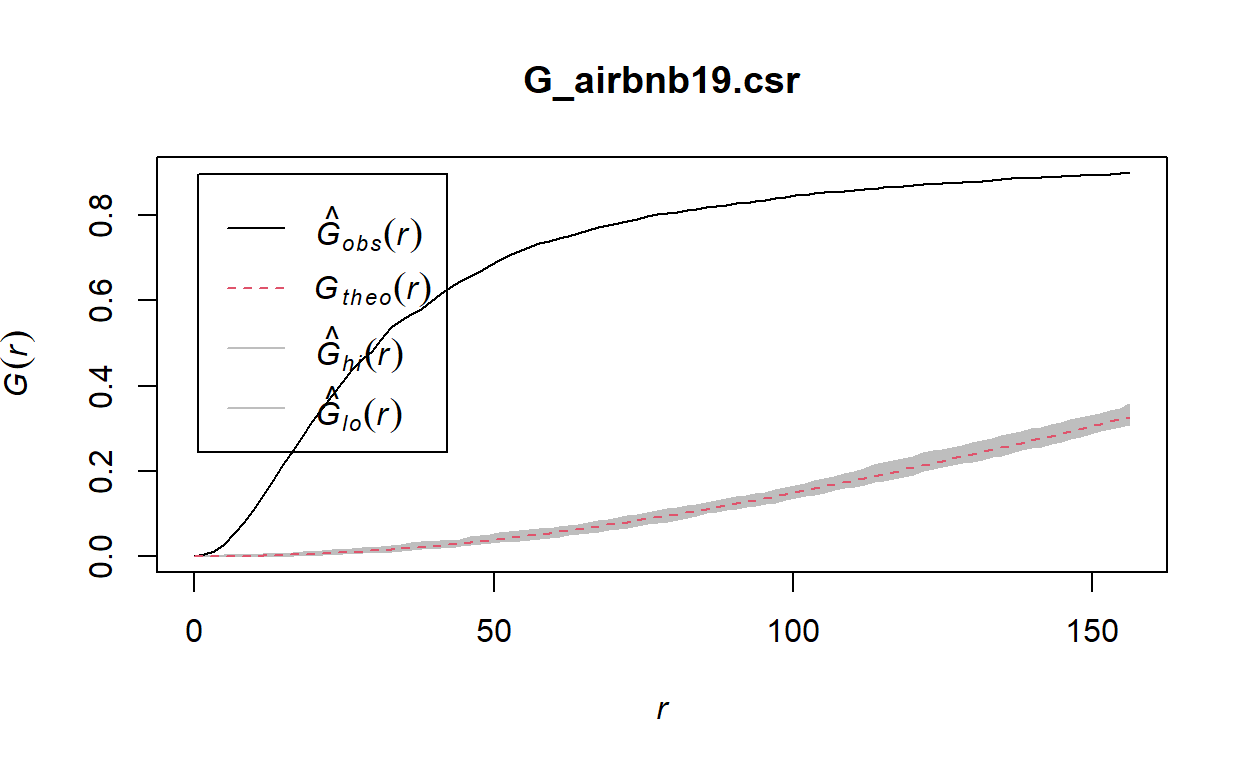 G_airbnb19.csr
Ĝobs(r)
Gtheo(r)
Ĝhi(r)
Ĝlo(r)
G(r)
0.8
0.6
0.4
0.2
0.0
0 50 100 150
r